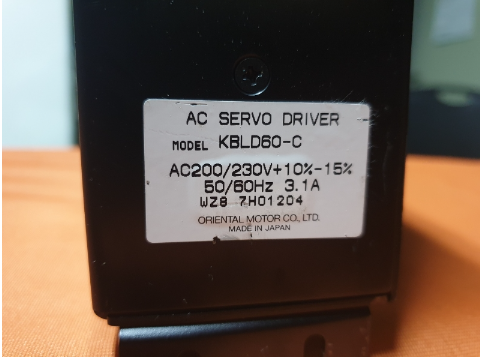 AC SERVO DRIVER
MODEL KBLD60-C
AC200/230V+10%-15%
50/60Hz 3.1A
WZ8 7H01204
ORIENTAL MOTOR CO., LTD.
MADE IN JAPAN